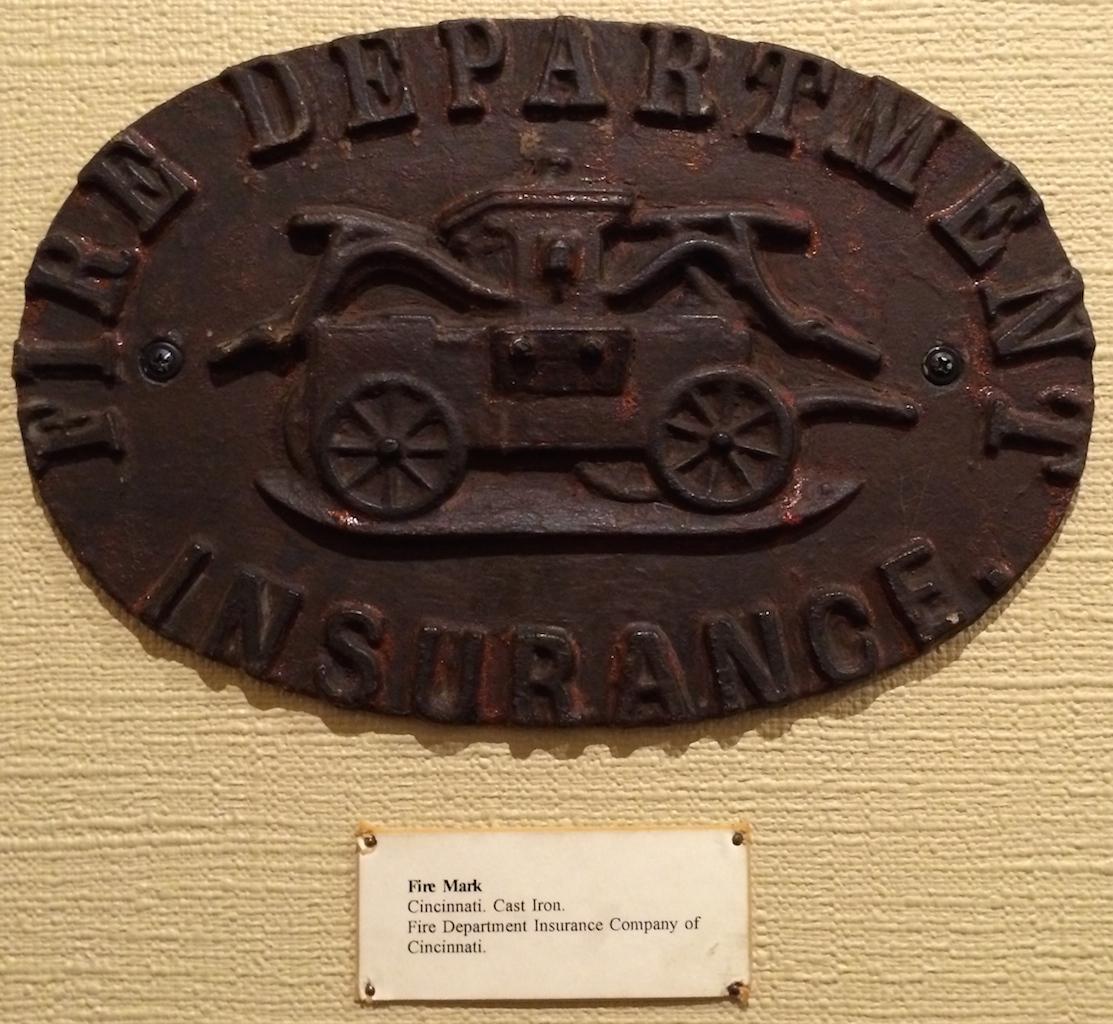 FIRE DEPARTMENT
INSURANCE.
Fire Mark
Cincinnati. Cast Iron.
Fire Department Insurance Company of
Cincinnati.